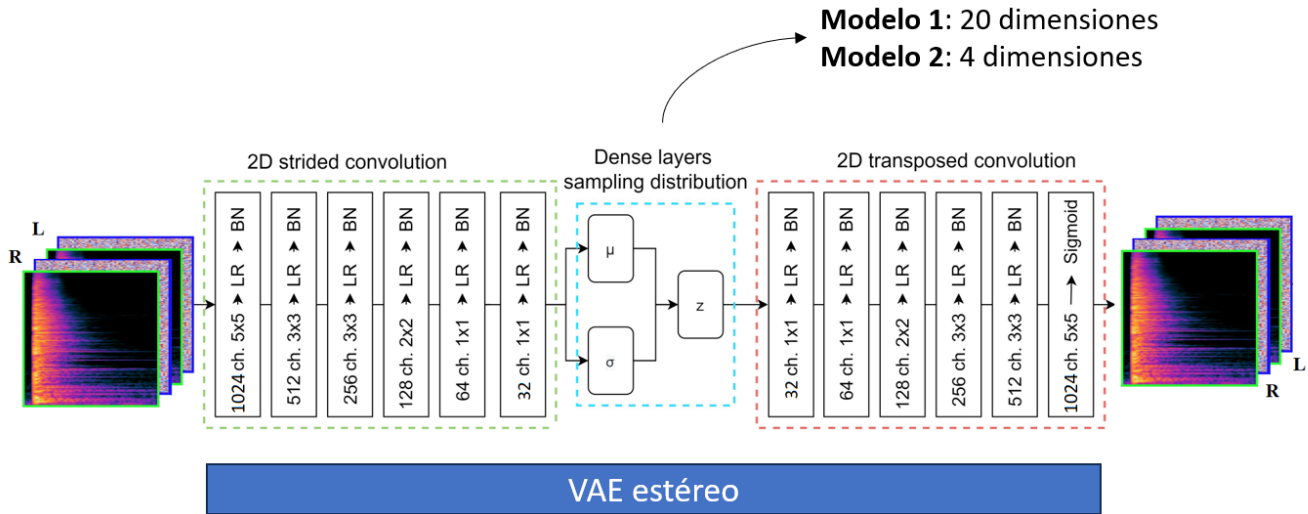 Modelo 1: 20 dimensiones
Modelo 2: 4 dimensiones
2D strided convolution
Dense layers
sampling distribution
2D transposed convolution
L
R
1024 ch. 5x5 → LR → BN
512 ch. 3x3 → LR → BN
256 ch. 3x3 → LR → BN
128 ch. 2x2 → LR → BN
64 ch. 1x1 → LR → BN
32 ch. 1x1 → LR → BN
μ
σ
z
32 ch. 1x1 → LR → BN
64 ch. 1x1 → LR → BN
128 ch. 2x2 → LR → BN
256 ch. 3x3 → LR → BN
512 ch. 3x3 → LR → BN
1024 ch. 5x5 → Sigmoid
L
R
VAE estéreo